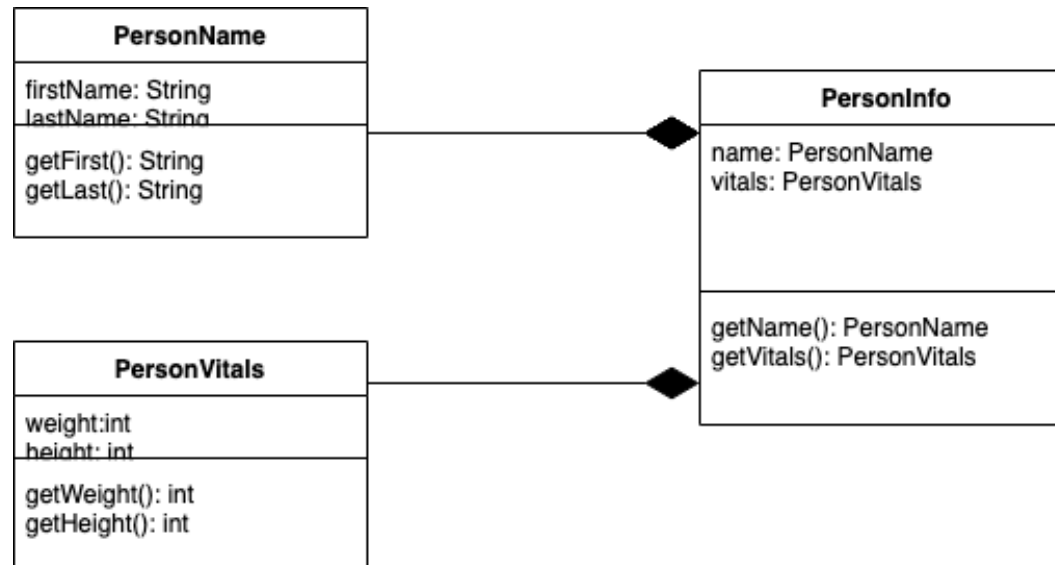 PersonName
firstName: String
lastName: String
getFirst(): String
getLast(): String
PersonInfo
name: PersonName
vitals: PersonVitals
getName(): PersonName
getVitals(): PersonVitals
PersonVitals
weight:int
height: int
getWeight(): int
getHeight(): int